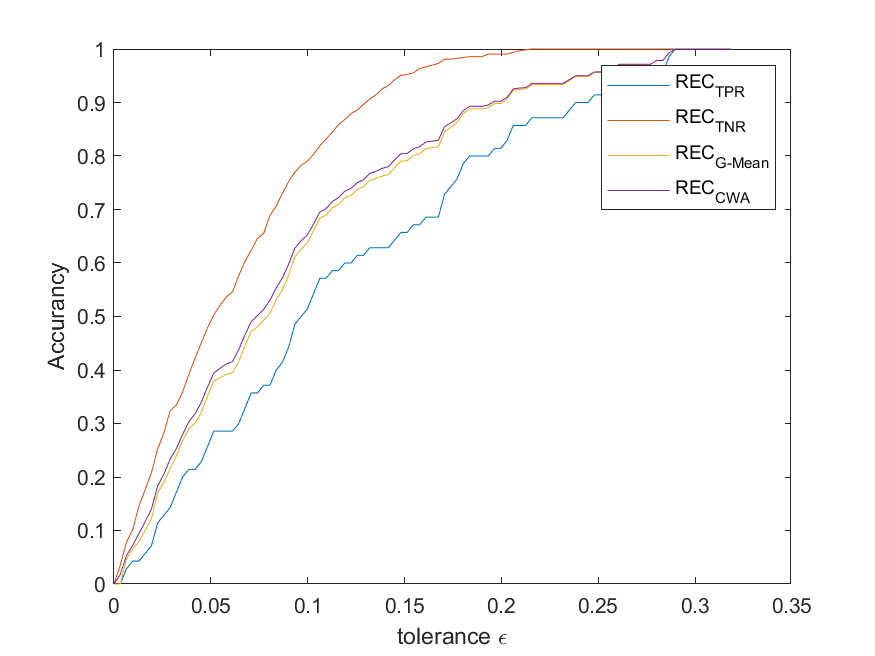 1
0.9
0.8
0.7
0.6
0.5
0.4
0.3
0.2
0.1
0
Accurancy
0 0.05 0.1 0.15 0.2 0.25 0.3 0.35
tolerance ϵ
REC_TPR
REC_TNR
REC_G-Mean
REC_CWA